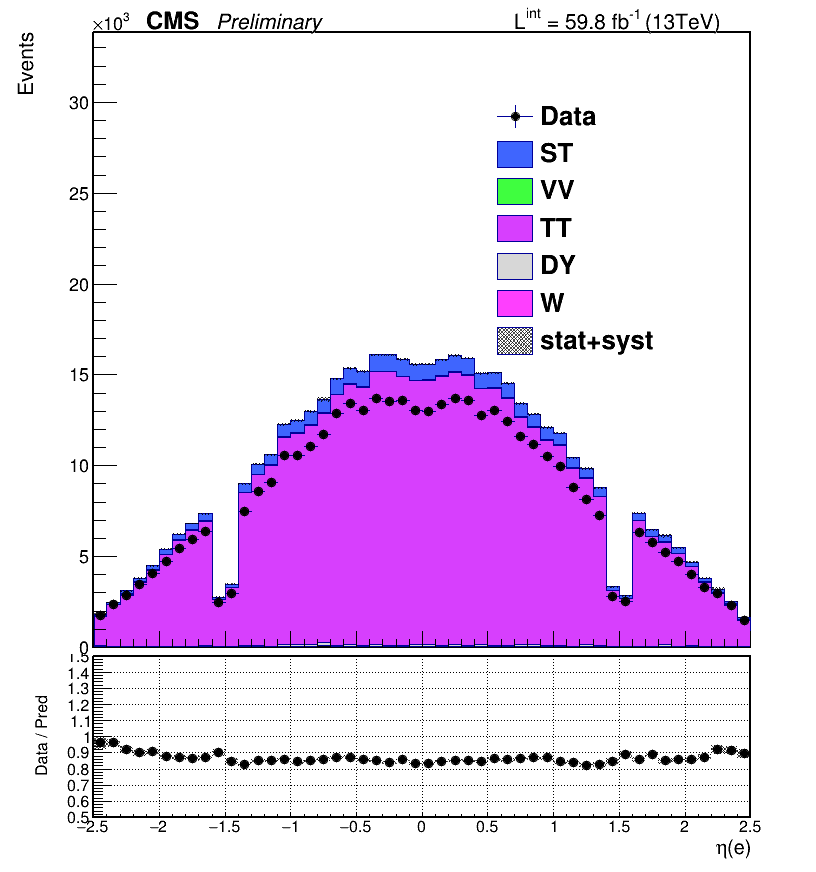 ×10³ CMS Preliminary L^int = 59.8 fb⁻¹ (13TeV)
Events
30
25
20
15
10
5
0
Data
ST
VV
TT
DY
W
stat+syst
Data / Pred
1.5
1.4
1.3
1.2
1.1
1
0.9
0.8
0.7
0.6
0.5
−2.5 −2 −1.5 −1 −0.5 0 0.5 1 1.5 2 2.5
η(e)